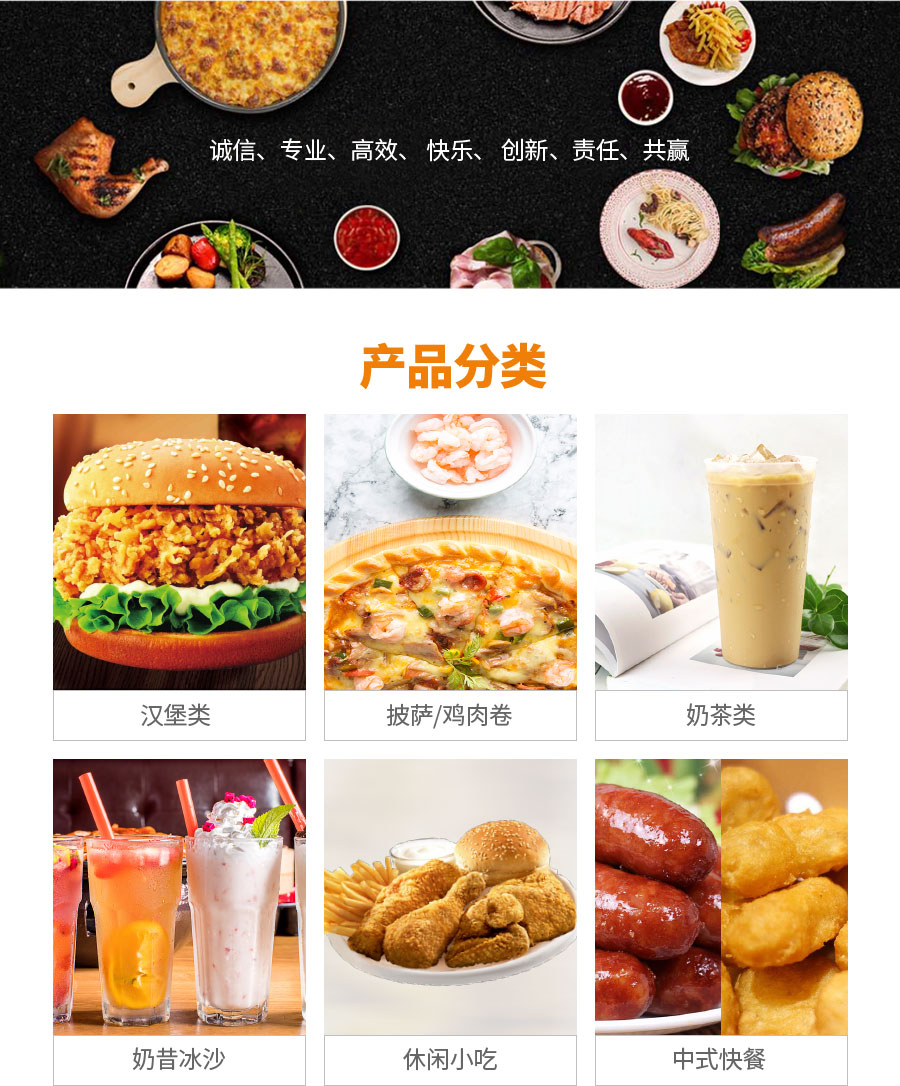 诚信、专业、高效、 快乐、 创新、责任、共赢
产品分类
汉堡类
披萨/鸡肉卷
奶茶类
奶昔冰沙
休闲小吃
中式快餐